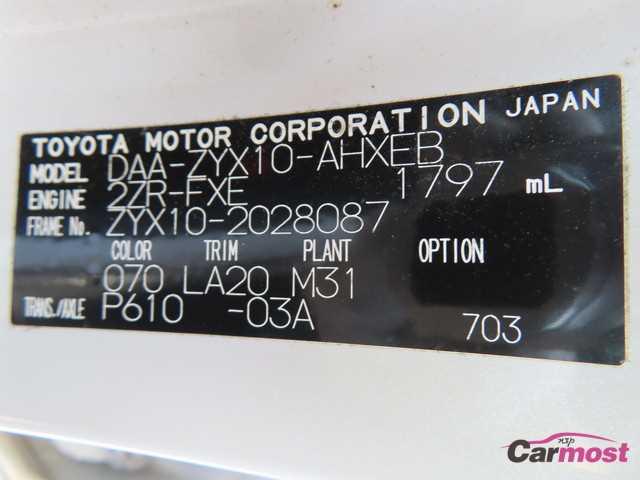 TOYOTA MOTOR CORPORATION JAPAN
MODEL DAA-ZYX10-AHXEB
ENGINE 2ZR-FXE 1797 mL
FRAME No. ZYX10-2028087
COLOR TRIM PLANT OPTION
070 LA20 M31
TRANS./AXLE P610 -03A 703
nsp
Carmost